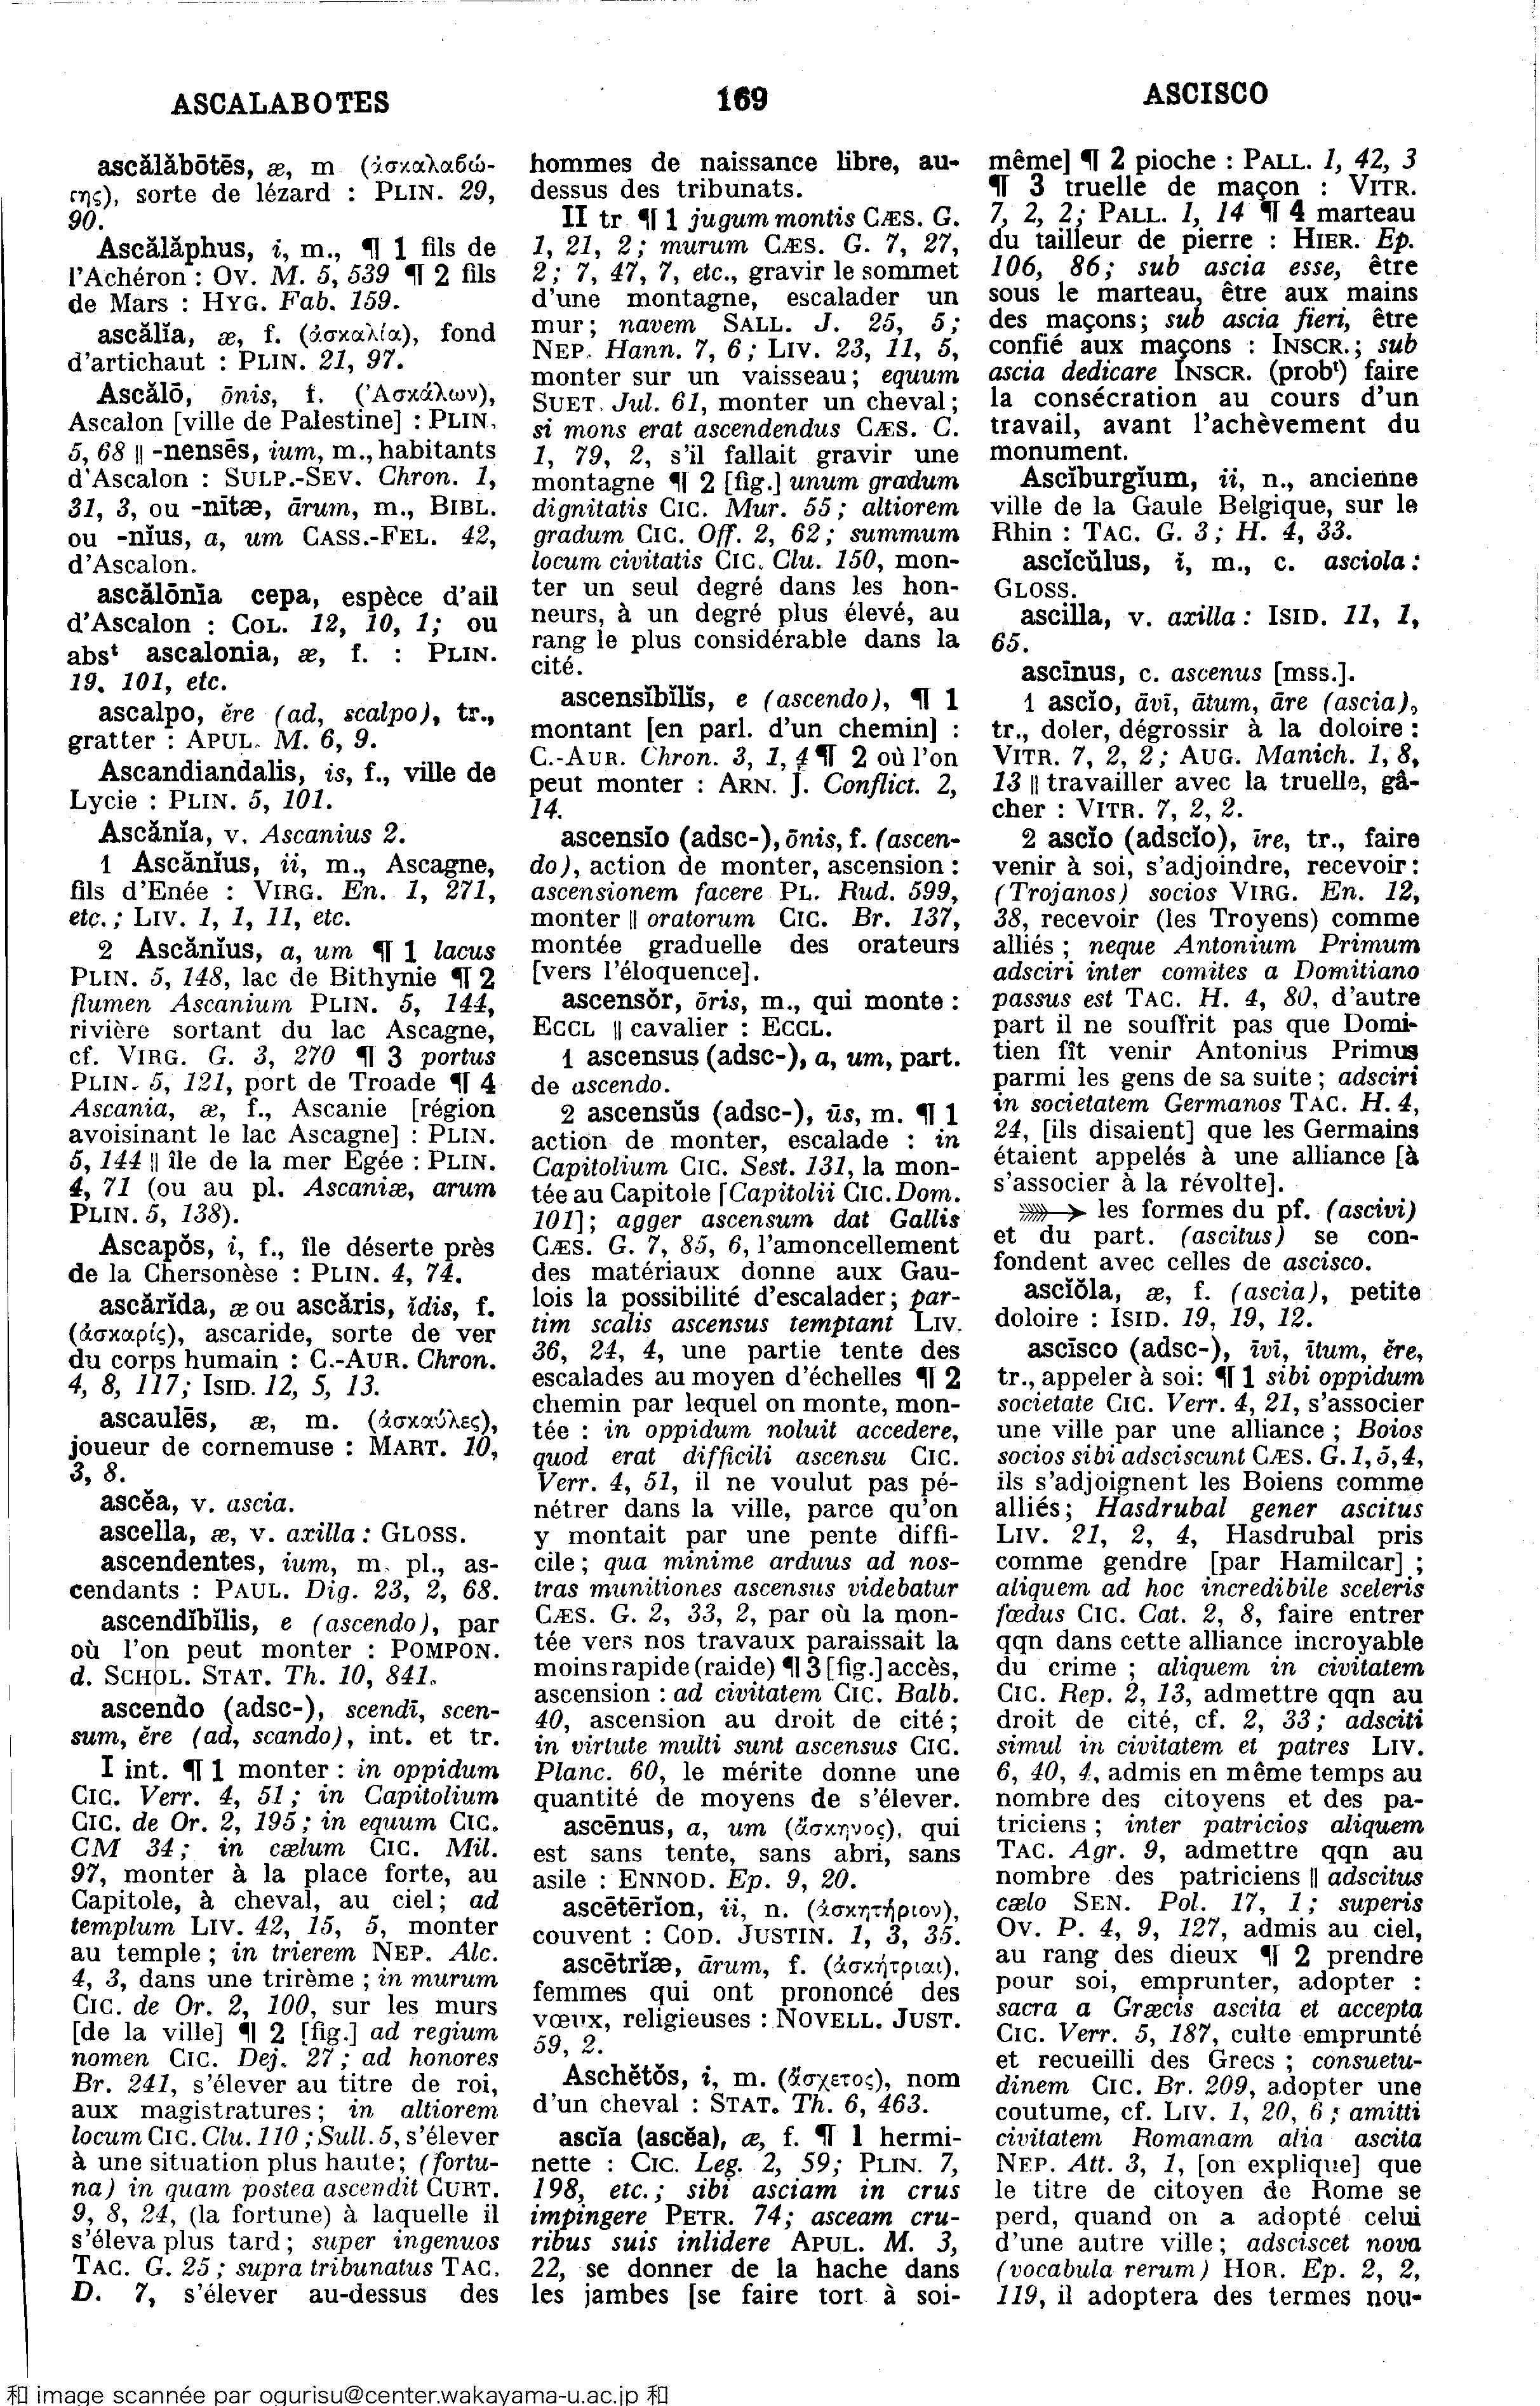 ASCALABOTES
169
ASCISCO
ascălăbōtēs, æ, m (ἀσκαλαβώ-
της), sorte de lézard : PLIN. 29,
90.
Ascălăphus, i, m., ¶ 1 fils de
l'Achéron : OV. M. 5, 539 ¶ 2 fils
de Mars : HYG. Fab. 159.
ascălĭa, æ, f. (ἀσκαλία), fond
d'artichaut : PLIN. 21, 97.
Ascălō, ōnis, f. (Ἀσκάλων),
Ascalon [ville de Palestine] : PLIN.
5, 68 || -nensēs, ium, m., habitants
d'Ascalon : SULP.-SEV. Chron. 1,
31, 3, ou -nītæ, ārum, m., BIBL.
ou -nĭus, a, um CASS.-FEL. 42,
d'Ascalon.
ascălōnĭa cepa, espèce d'ail
d'Ascalon : COL. 12, 10, 1; ou
absᵗ ascalonia, æ, f. : PLIN.
19, 101, etc.
ascalpo, ĕre (ad, scalpo), tr.,
gratter : APUL. M. 6, 9.
Ascandiandalis, is, f., ville de
Lycie : PLIN. 5, 101.
Ascănĭa, v. Ascanius 2.
1 Ascănĭus, ii, m., Ascagne,
fils d'Enée : VIRG. En. 1, 271,
etc.; LIV. 1, 1, 11, etc.
2 Ascănĭus, a, um ¶ 1 lacus
PLIN. 5, 148, lac de Bithynie ¶ 2
flumen Ascanium PLIN. 5, 144,
rivière sortant du lac Ascagne,
cf. VIRG. G. 3, 270 ¶ 3 portus
PLIN. 5, 121, port de Troade ¶ 4
Ascania, æ, f., Ascanie [région
avoisinant le lac Ascagne] : PLIN.
5, 144 || île de la mer Egée : PLIN.
4, 71 (ou au pl. Ascaniæ, arum
PLIN. 5, 138).
Ascapŏs, i, f., île déserte près
de la Chersonèse : PLIN. 4, 74.
ascărĭda, æ ou ascăris, ĭdis, f.
(ἀσκαρίς), ascaride, sorte de ver
du corps humain : C.-AUR. Chron.
4, 8, 117; ISID. 12, 5, 13.
ascaulēs, æ, m. (ἀσκαύλες),
joueur de cornemuse : MART. 10,
3, 8.
ascĕa, v. ascia.
ascella, æ, v. axilla : GLOSS.
ascendentes, ium, m. pl., as-
cendants : PAUL. Dig. 23, 2, 68.
ascendĭbĭlis, e (ascendo), par
où l'on peut monter : POMPON.
d. SCHOL. STAT. Th. 10, 841.
ascendo (adsc-), scendī, scen-
sum, ĕre (ad, scando), int. et tr.
I int. ¶ 1 monter : in oppidum
CIC. Verr. 4, 51; in Capitolium
CIC. de Or. 2, 195; in equum CIC.
CM 34; in cælum CIC. Mil.
97, monter à la place forte, au
Capitole, à cheval, au ciel; ad
templum LIV. 42, 15, 5, monter
au temple; in trierem NEP. Alc.
4, 3, dans une trirème; in murum
CIC. de Or. 2, 100, sur les murs
[de la ville] ¶ 2 [fig.] ad regium
nomen CIC. Dej. 27; ad honores
Br. 241, s'élever au titre de roi,
aux magistratures; in altiorem
locum CIC. Clu. 110; Sull. 5, s'élever
à une situation plus haute; (fortu-
na) in quam postea ascendit CURT.
9, 8, 24, (la fortune) à laquelle il
s'éleva plus tard; super ingenuos
TAC. G. 25; supra tribunatus TAC.
D. 7, s'élever au-dessus des
hommes de naissance libre, au-
dessus des tribunats.
II tr ¶ 1 jugum montis CÆS. G.
1, 21, 2; murum CÆS. G. 7, 27,
2; 7, 47, 7, etc., gravir le sommet
d'une montagne, escalader un
mur; navem SALL. J. 25, 5;
NEP. Hann. 7, 6; LIV. 23, 11, 5,
monter sur un vaisseau; equum
SUET. Jul. 61, monter un cheval;
si mons erat ascendendus CÆS. C.
1, 79, 2, s'il fallait gravir une
montagne ¶ 2 [fig.] unum gradum
dignitatis CIC. Mur. 55; altiorem
gradum CIC. Off. 2, 62; summum
locum civitatis CIC. Clu. 150, mon-
ter un seul degré dans les hon-
neurs, à un degré plus élevé, au
rang le plus considérable dans la
cité.
ascensĭbĭlĭs, e (ascendo), ¶ 1
montant [en parl. d'un chemin] :
C.-AUR. Chron. 3, 1, 4 ¶ 2 où l'on
peut monter : ARN. J. Conflict. 2,
14.
ascensĭo (adsc-), ōnis, f. (ascen-
do), action de monter, ascension :
ascensionem facere PL. Rud. 599,
monter || oratorum CIC. Br. 137,
montée graduelle des orateurs
[vers l'éloquence].
ascensŏr, ōris, m., qui monte :
ECCL || cavalier : ECCL.
1 ascensus (adsc-), a, um, part.
de ascendo.
2 ascensŭs (adsc-), ūs, m. ¶ 1
action de monter, escalade : in
Capitolium CIC. Sest. 131, la mon-
tée au Capitole [Capitolii CIC. Dom.
101]; agger ascensum dat Gallis
CÆS. G. 7, 85, 6, l'amoncellement
des matériaux donne aux Gau-
lois la possibilité d'escalader; par-
tim scalis ascensus temptant LIV.
36, 24, 4, une partie tente des
escalades au moyen d'échelles ¶ 2
chemin par lequel on monte, mon-
tée : in oppidum noluit accedere,
quod erat difficili ascensu CIC.
Verr. 4, 51, il ne voulut pas pé-
nétrer dans la ville, parce qu'on
y montait par une pente diffi-
cile; qua minime arduus ad nos-
tras munitiones ascensus videbatur
CÆS. G. 2, 33, 2, par où la mon-
tée vers nos travaux paraissait la
moins rapide (raide) ¶ 3 [fig.] accès,
ascension : ad civitatem CIC. Balb.
40, ascension au droit de cité;
in virtute multi sunt ascensus CIC.
Planc. 60, le mérite donne une
quantité de moyens de s'élever.
ascēnus, a, um (ἄσκηνος), qui
est sans tente, sans abri, sans
asile : ENNOD. Ep. 9, 20.
ascētērĭon, ii, n. (ἀσκητήριον),
couvent : COD. JUSTIN. 1, 3, 35.
ascētrĭæ, ārum, f. (ἀσκήτριαι),
femmes qui ont prononcé des
vœux, religieuses : NOVELL. JUST.
59, 2.
Aschĕtŏs, i, m. (ἄσχετος), nom
d'un cheval : STAT. Th. 6, 463.
ascĭa (ascĕa), æ, f. ¶ 1 hermi-
nette : CIC. Leg. 2, 59; PLIN. 7,
198, etc.; sibi asciam in crus
impingere PETR. 74; asceam cru-
ribus suis inlidere APUL. M. 3,
22, se donner de la hache dans
les jambes [se faire tort à soi-
même] ¶ 2 pioche : PALL. 1, 42, 3
¶ 3 truelle de maçon : VITR.
7, 2, 2; PALL. 1, 14 ¶ 4 marteau
du tailleur de pierre : HIER. Ep.
106, 86; sub ascia esse, être
sous le marteau, être aux mains
des maçons; sub ascia fieri, être
confié aux maçons : INSCR.; sub
ascia dedicare INSCR. (probᵗ) faire
la consécration au cours d'un
travail, avant l'achèvement du
monument.
Ascĭburgĭum, ii, n., ancienne
ville de la Gaule Belgique, sur le
Rhin : TAC. G. 3; H. 4, 33.
ascĭcŭlus, i, m., c. asciola :
GLOSS.
ascilla, v. axilla : ISID. 11, 1,
65.
ascīnus, c. ascenus [mss.].
1 ascĭo, āvī, ātum, āre (ascia),
tr., doler, dégrossir à la doloire :
VITR. 7, 2, 2; AUG. Manich. 1, 8,
13 || travailler avec la truelle, gâ-
cher : VITR. 7, 2, 2.
2 ascĭo (adscĭo), īre, tr., faire
venir à soi, s'adjoindre, recevoir :
(Trojanos) socios VIRG. En. 12,
38, recevoir (les Troyens) comme
alliés; neque Antonium Primum
adsciri inter comites a Domitiano
passus est TAC. H. 4, 80, d'autre
part il ne souffrit pas que Domi-
tien fît venir Antonius Primus
parmi les gens de sa suite; adsciri
in societatem Germanos TAC. H. 4,
24, [ils disaient] que les Germains
étaient appelés à une alliance [à
s'associer à la révolte].
➳ les formes du pf. (ascivi)
et du part. (ascitus) se con-
fondent avec celles de ascisco.
ascĭŏla, æ, f. (ascia), petite
doloire : ISID. 19, 19, 12.
ascīsco (adsc-), īvī, ītum, ĕre,
tr., appeler à soi : ¶ 1 sibi oppidum
societate CIC. Verr. 4, 21, s'associer
une ville par une alliance; Boios
socios sibi adsciscunt CÆS. G. 1, 5, 4,
ils s'adjoignent les Boiens comme
alliés; Hasdrubal gener ascitus
LIV. 21, 2, 4, Hasdrubal pris
comme gendre [par Hamilcar];
aliquem ad hoc incredibile sceleris
fœdus CIC. Cat. 2, 8, faire entrer
qqn dans cette alliance incroyable
du crime; aliquem in civitatem
CIC. Rep. 2, 13, admettre qqn au
droit de cité, cf. 2, 33; adsciti
simul in civitatem et patres LIV.
6, 40, 4, admis en même temps au
nombre des citoyens et des pa-
triciens; inter patricios aliquem
TAC. Agr. 9, admettre qqn au
nombre des patriciens || adscitus
cælo SEN. Pol. 17, 1; superis
OV. P. 4, 9, 127, admis au ciel,
au rang des dieux ¶ 2 prendre
pour soi, emprunter, adopter :
sacra a Græcis ascita et accepta
CIC. Verr. 5, 187, culte emprunté
et recueilli des Grecs; consuetu-
dinem CIC. Br. 209, adopter une
coutume, cf. LIV. 1, 20, 6; amitti
civitatem Romanam alia ascita
NEP. Att. 3, 1, [on explique] que
le titre de citoyen de Rome se
perd, quand on a adopté celui
d'une autre ville; adsciscet nova
(vocabula rerum) HOR. Ep. 2, 2,
119, il adoptera des termes nou-
和 image scannée par ogurisu@center.wakayama-u.ac.jp 和